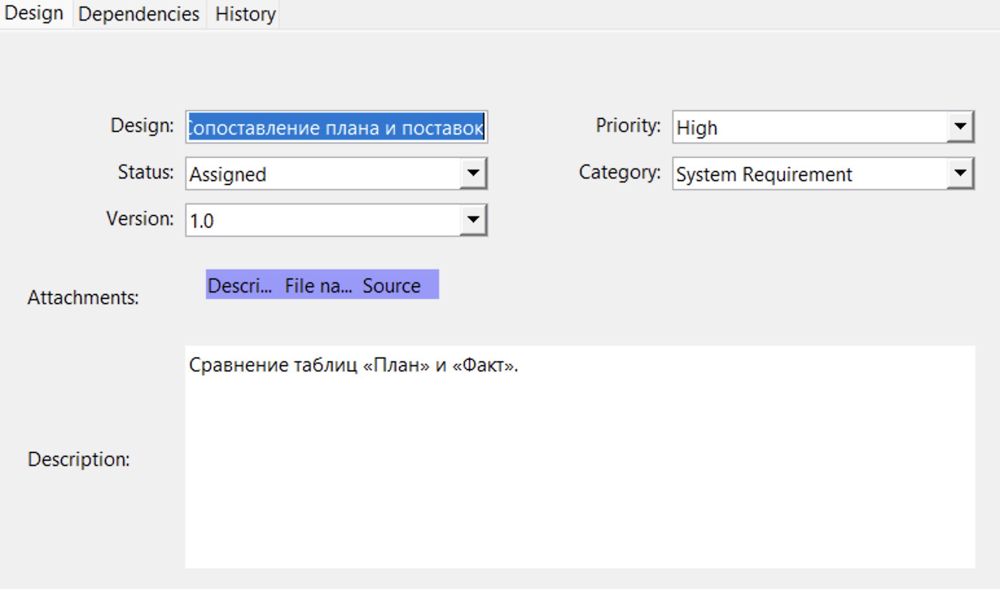 Design Dependencies History
Design: Сопоставление плана и поставок Priority: High
Status: Assigned Category: System Requirement
Version: 1.0
Attachments: Descri... File na... Source
Description: Сравнение таблиц «План» и «Факт».